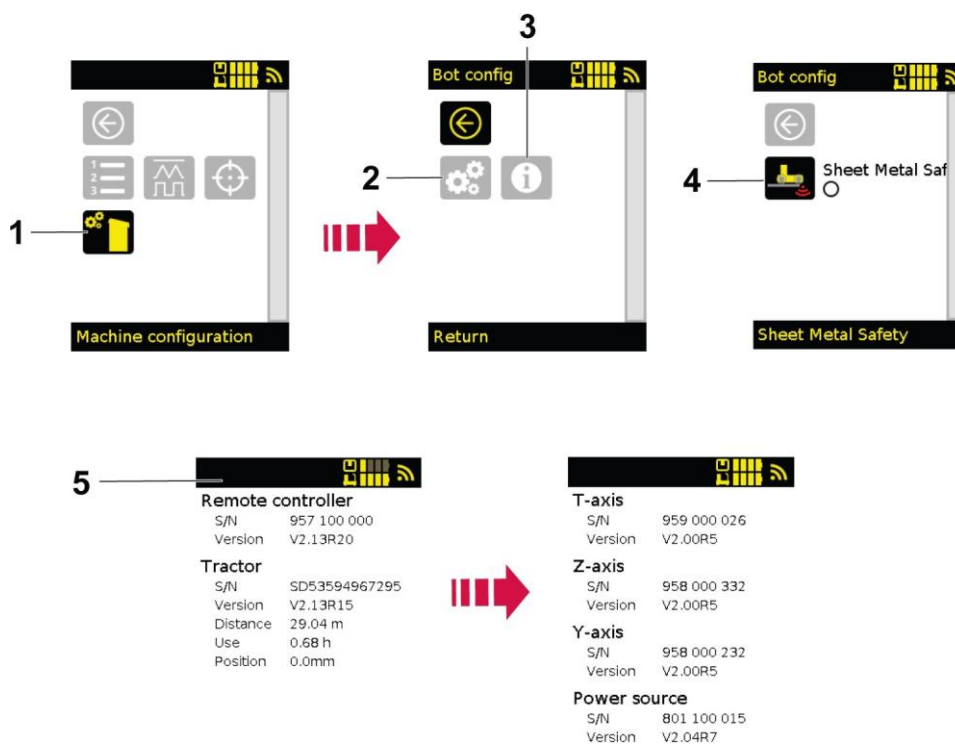 3
Bot config
Bot config
1
2
3
2
4
Sheet Metal Saf
1
Machine configuration
Return
Sheet Metal Safety
5
Remote controller
S/N 957 100 000
Version V2.13R20
Tractor
S/N SD53594967295
Version V2.13R15
Distance 29.04 m
Use 0.68 h
Position 0.0mm
T-axis
S/N 959 000 026
Version V2.00R5
Z-axis
S/N 958 000 332
Version V2.00R5
Y-axis
S/N 958 000 232
Version V2.00R5
Power source
S/N 801 100 015
Version V2.04R7